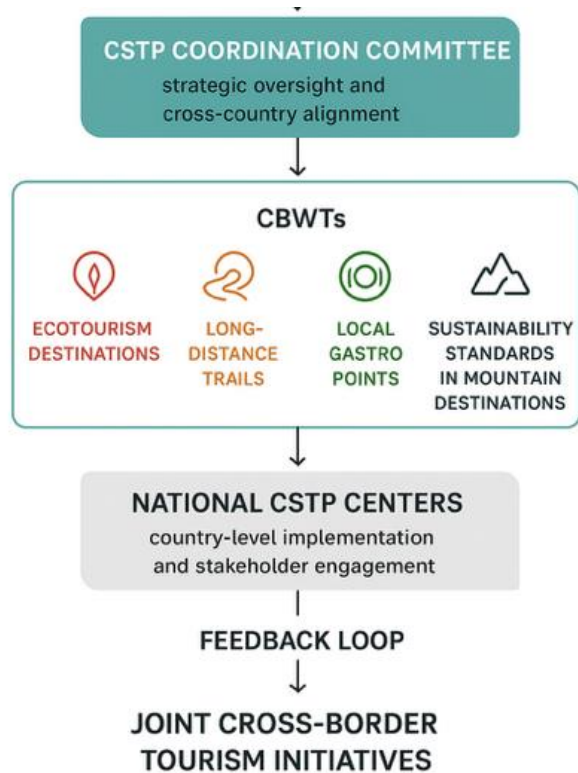 CSTP COORDINATION COMMITTEE
strategic oversight and
cross-country alignment
CBWTs
ECOTOURISM
DESTINATIONS
LONG-
DISTANCE
TRAILS
LOCAL
GASTRO
POINTS
SUSTAINABILITY
STANDARDS
IN MOUNTAIN
DESTINATIONS
NATIONAL CSTP CENTERS
country-level implementation
and stakeholder engagement
FEEDBACK LOOP
JOINT CROSS-BORDER
TOURISM INITIATIVES